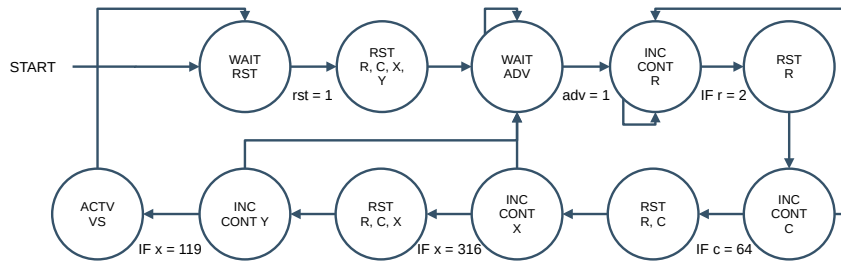 START
WAIT
RST
rst = 1
RST
R, C, X,
Y
WAIT
ADV
adv = 1
INC
CONT
R
IF r = 2
RST
R
ACTV
VS
IF x = 119
INC
CONT Y
RST
R, C, X
IF x = 316
INC
CONT
X
RST
R, C
IF c = 64
INC
CONT
C